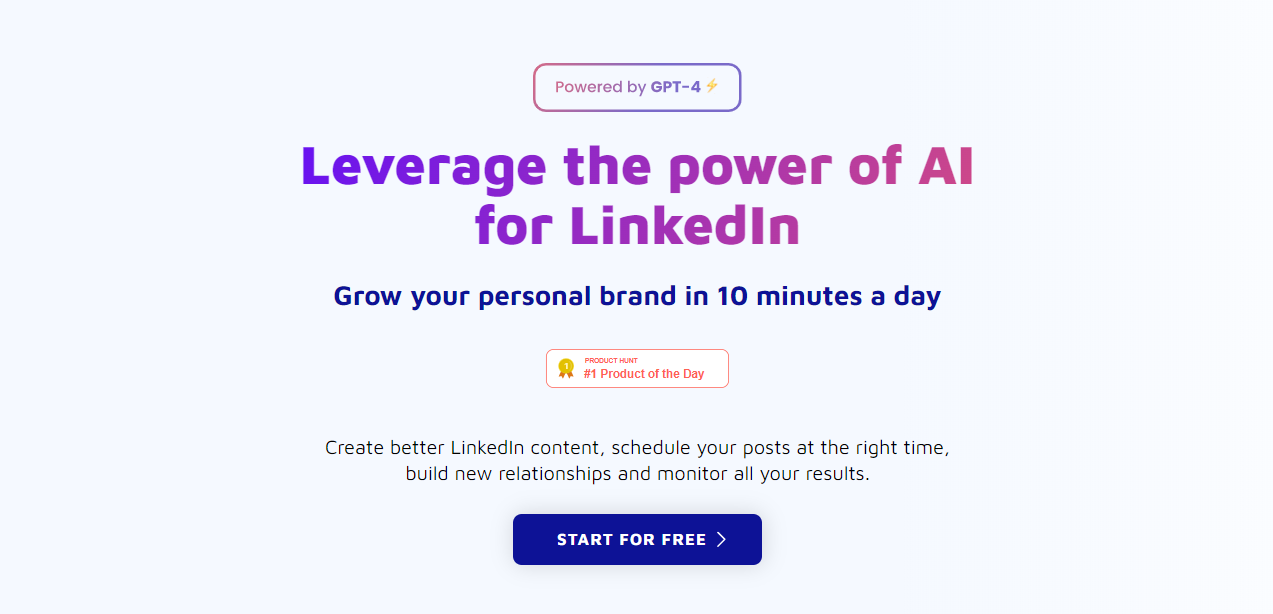 Powered by GPT-4⚡
Leverage the power of AI
for LinkedIn
Grow your personal brand in 10 minutes a day
1
PRODUCT HUNT
#1 Product of the Day
Create better LinkedIn content, schedule your posts at the right time,
build new relationships and monitor all your results.
START FOR FREE